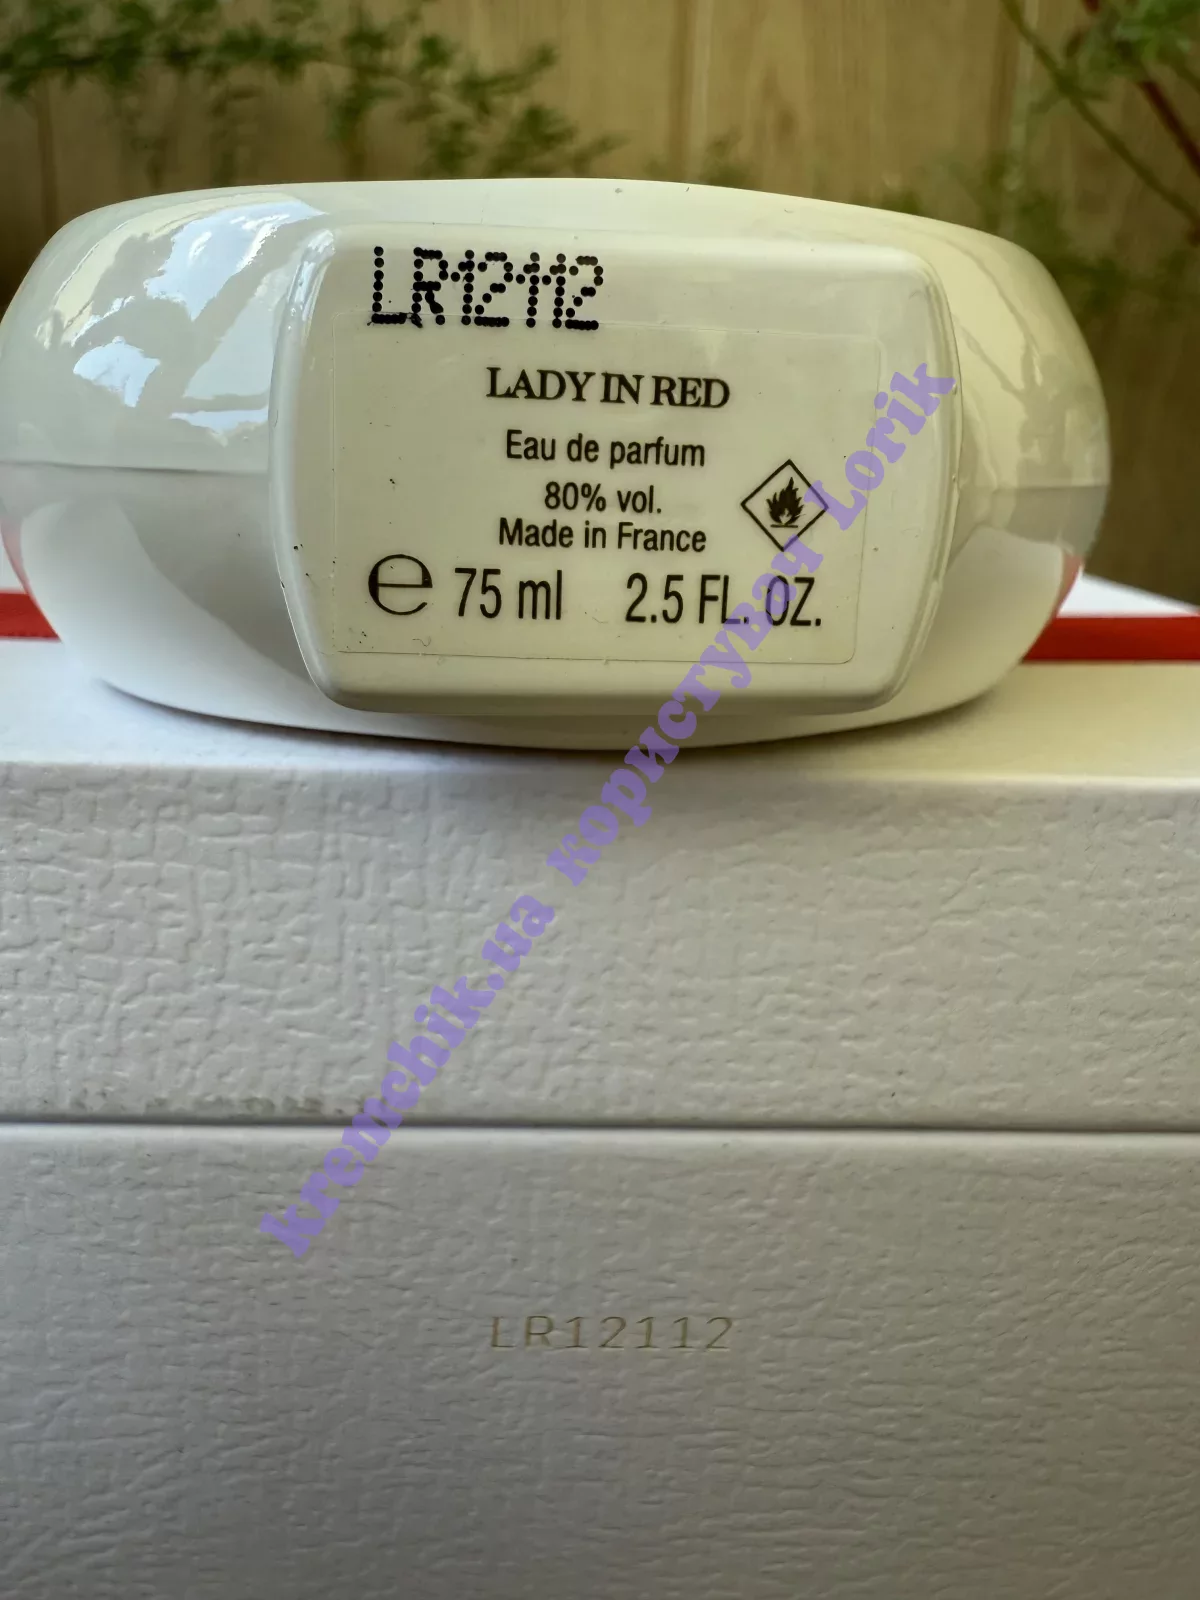 LR12112
LADY IN RED
Eau de parfum
80% vol.
Made in France
℮ 75 ml 2.5 FL. OZ.
kremchik.ua користувач Lorik
LR12112